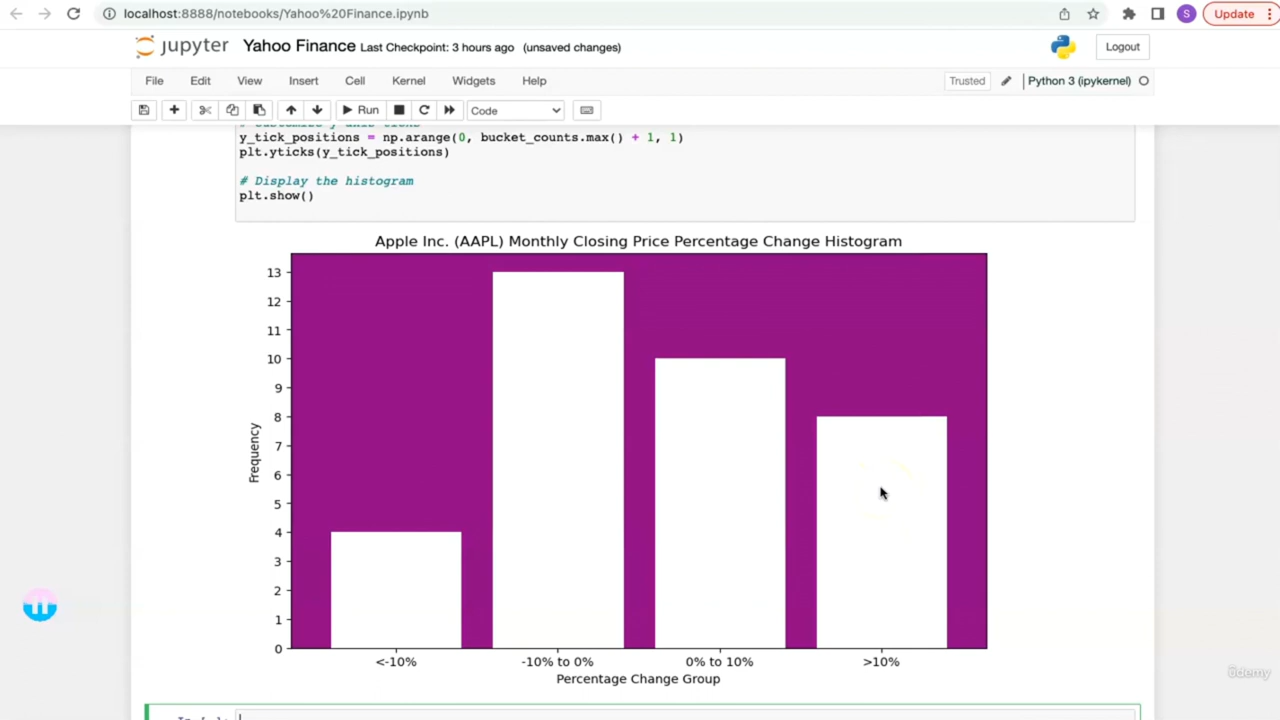 localhost:8888/notebooks/Yahoo%20Finance.ipynb
S
Update
jupyter Yahoo Finance Last Checkpoint: 3 hours ago (unsaved changes)
Logout
File Edit View Insert Cell Kernel Widgets Help
Trusted
Python 3 (ipykernel)
Run
Code
y_tick_positions = np.arange(0, bucket_counts.max() + 1, 1)
plt.yticks(y_tick_positions)
# Display the histogram
plt.show()
Apple Inc. (AAPL) Monthly Closing Price Percentage Change Histogram
13
12
11
10
9
8
7
6
5
4
3
2
1
0
Frequency
<-10% -10% to 0% 0% to 10% >10%
Percentage Change Group
ûdemy